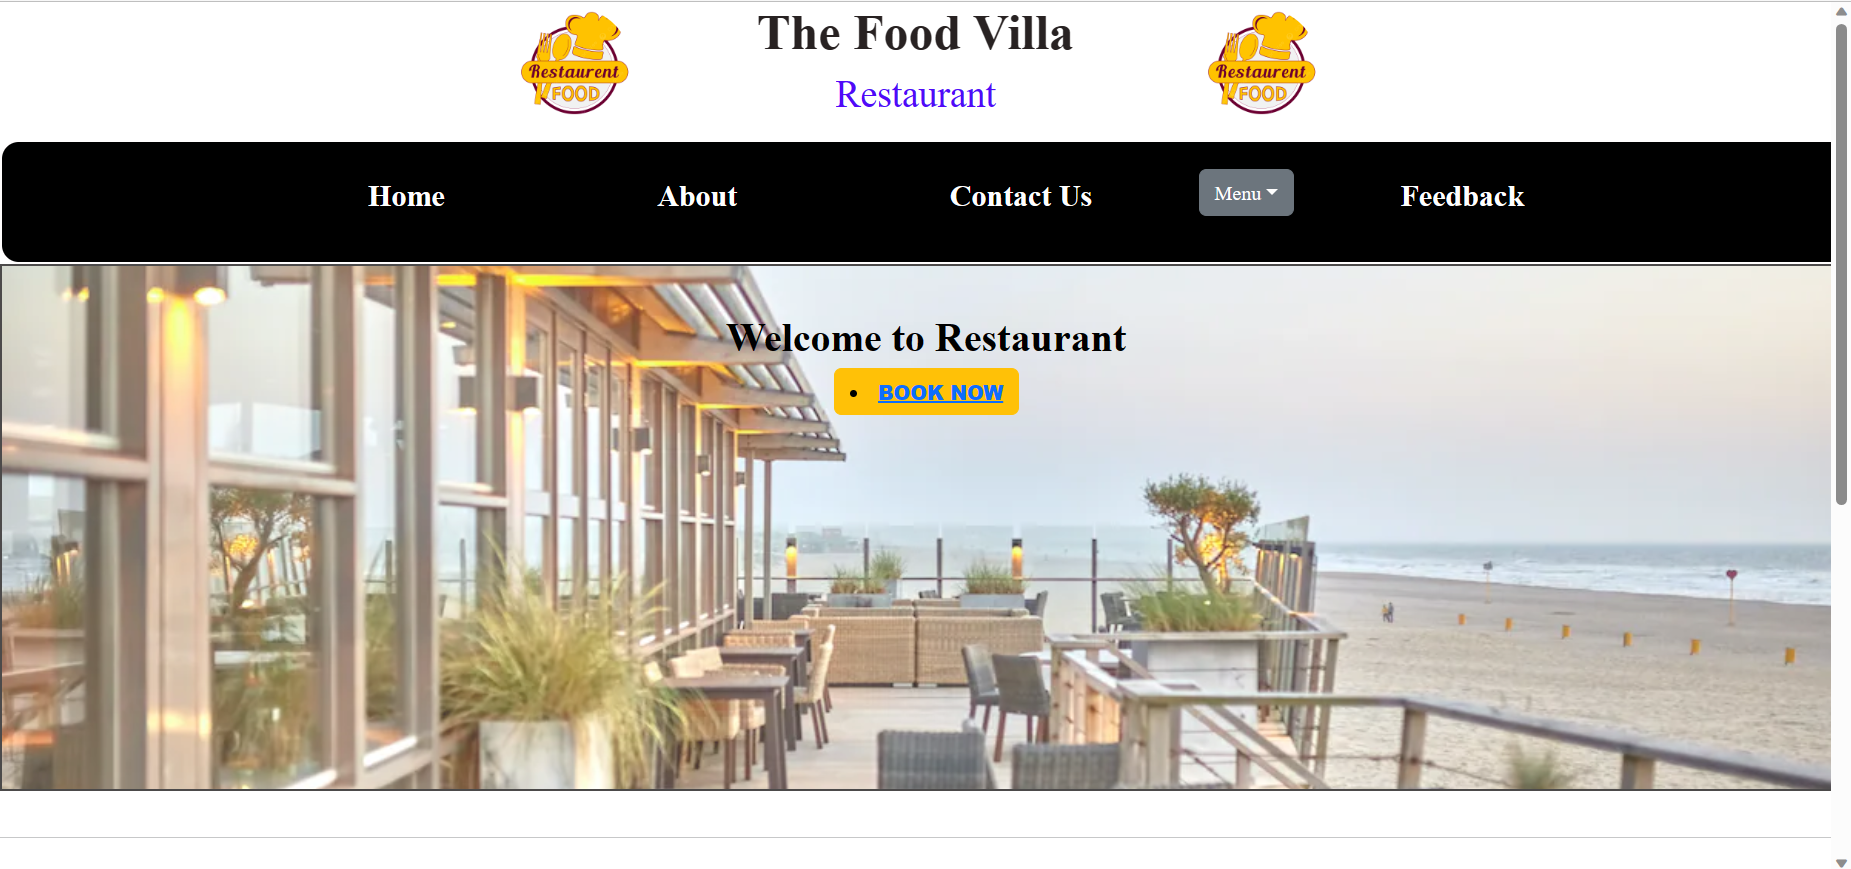 Restaurent
FOOD
The Food Villa
Restaurant
Restaurent
FOOD
Home
About
Contact Us
Menu
Feedback
Welcome to Restaurant
• BOOK NOW